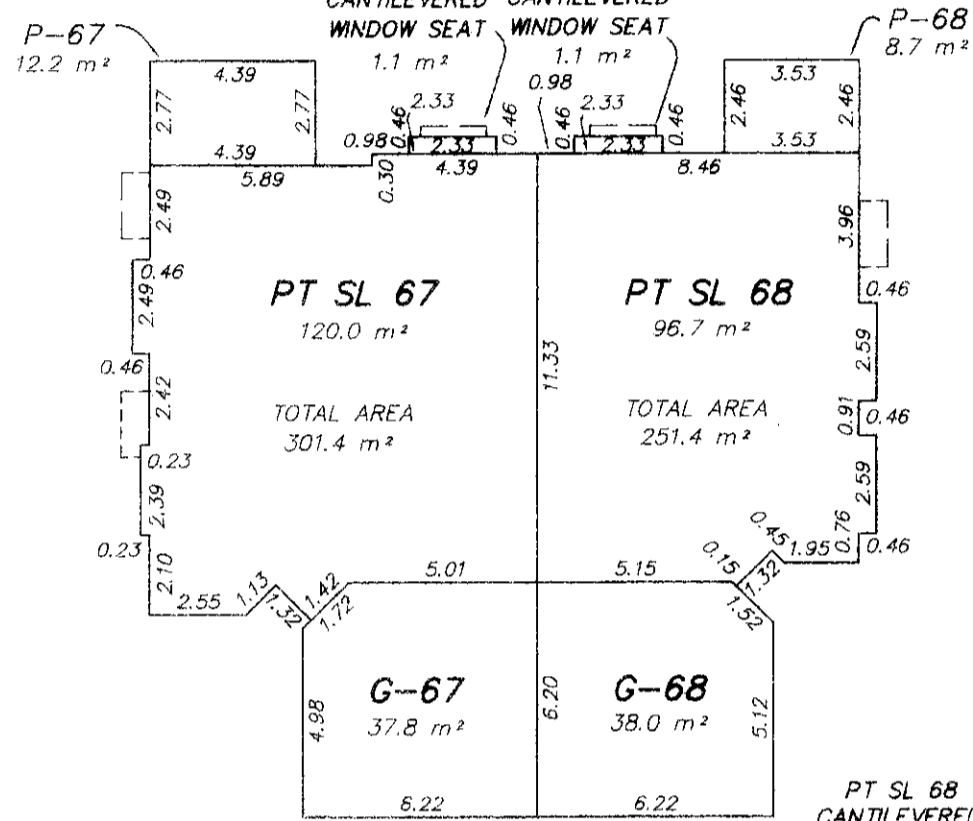 CANTILEVERED CANTILEVERED
WINDOW SEAT WINDOW SEAT
1.1 m² 1.1 m²
P-67
12.2 m²
P-68
8.7 m²
4.39
2.77
2.77
4.39
5.89
0.98
0.30
0.46
2.33
2.33
0.46
4.39
0.98
0.46
2.33
2.33
0.46
8.46
3.53
2.46
2.46
3.53
2.49
0.46
2.49
0.46
2.42
0.23
2.39
0.23
2.10
2.55
1.13
1.32
1.42
1.72
PT SL 67
120.0 m²
TOTAL AREA
301.4 m²
11.33
PT SL 68
96.7 m²
TOTAL AREA
251.4 m²
3.96
0.46
2.59
0.91
0.46
2.59
0.76
0.46
1.95
0.45
0.15
1.32
1.52
5.01
5.15
G-67
37.8 m²
4.98
6.20
G-68
38.0 m²
5.12
6.22
6.22
PT SL 68
CANTILEVERED